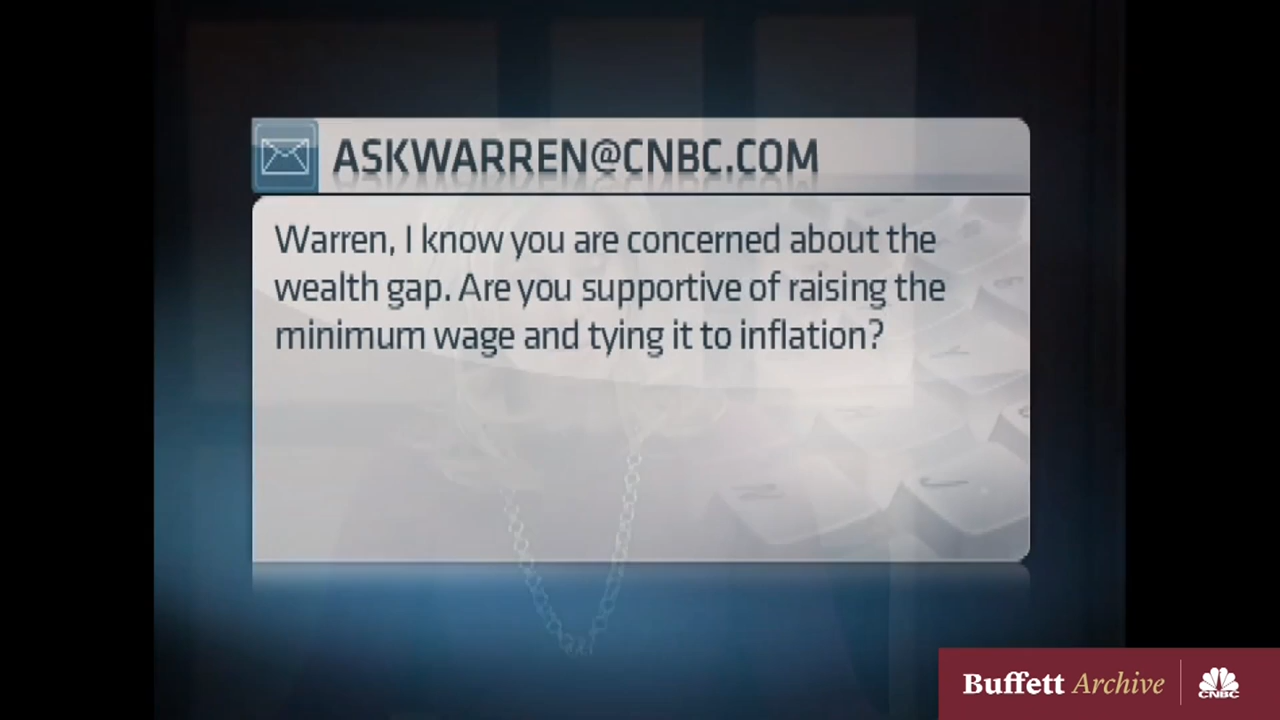 ASKWARREN@CNBC.COM
Warren, I know you are concerned about the
wealth gap. Are you supportive of raising the
minimum wage and tying it to inflation?
Buffett Archive
CNBC